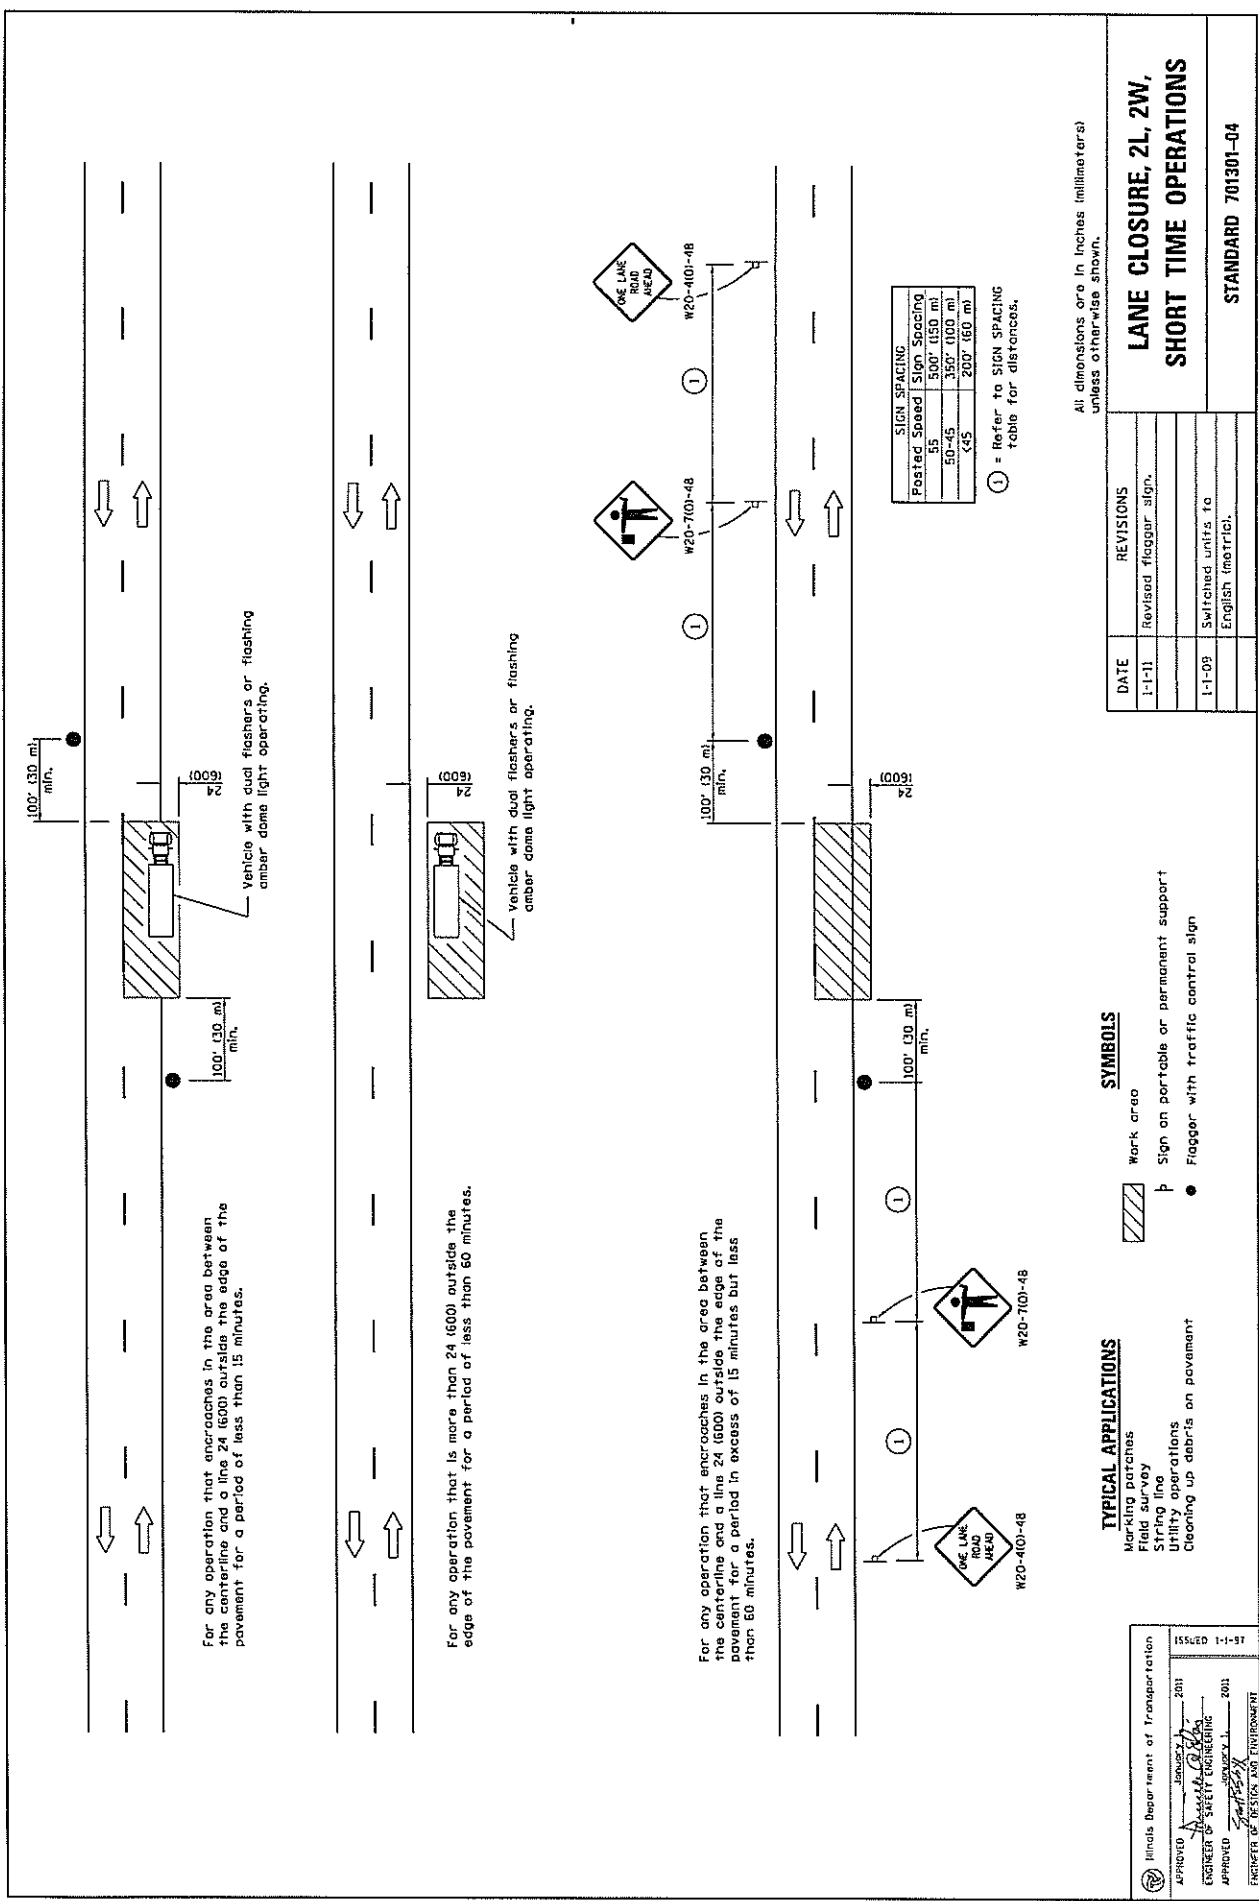 100' (30 m)
min.
100' (30 m)
min.
24
(600)
Vehicle with dual flashers or flashing
amber dome light operating.
For any operation that encroaches in the area between
the centerline and a line 24 (600) outside the edge of the
pavement for a period of less than 15 minutes.
24
(600)
Vehicle with dual flashers or flashing
amber dome light operating.
For any operation that is more than 24 (600) outside the
edge of the pavement for a period of less than 60 minutes.
ONE LANE
ROAD
AHEAD
W20-4(O)-48
W20-7(O)-48
1
1
100' (30 m)
min.
24
(600)
For any operation that encroaches in the area between
the centerline and a line 24 (600) outside the edge of the
pavement for a period in excess of 15 minutes but less
than 60 minutes.
100' (30 m)
min.
1
1
W20-7(O)-48
ONE LANE
ROAD
AHEAD
W20-4(O)-48
SIGN SPACING
Posted Speed Sign Spacing
55 500' (150 m)
50-45 350' (100 m)
<45 200' (60 m)
1 = Refer to SIGN SPACING
table for distances.
TYPICAL APPLICATIONS
Marking patches
Field survey
String line
Utility operations
Cleaning up debris on pavement
SYMBOLS
Work area
Sign on portable or permanent support
Flagger with traffic control sign
All dimensions are in inches (millimeters)
unless otherwise shown.
Illinois Department of Transportation
APPROVED January 1, 2011
ENGINEER OF SAFETY ENGINEERING
APPROVED January 1, 2011
ENGINEER OF DESIGN AND ENVIRONMENT
ISSUED 1-1-97
DATE REVISIONS
1-1-11 Revised flagger sign.
1-1-09 Switched units to
English (metric).
LANE CLOSURE, 2L, 2W,
SHORT TIME OPERATIONS
STANDARD 701301-04